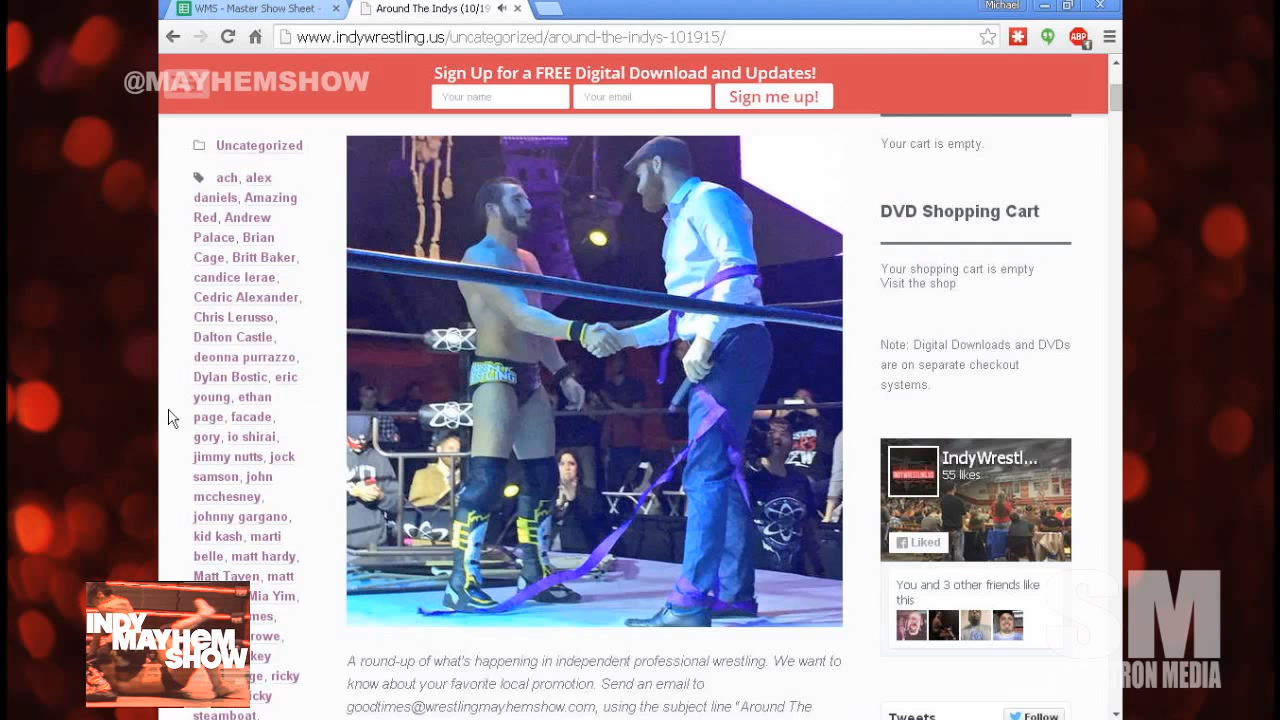 WMS - Master Show Sheet -
Around The Indys (10/19
Michael
www.indywrestling.us/uncategorized/around-the-indys-101915/
ABP
1
@MAYHEMSHOW
Sign Up for a FREE Digital Download and Updates!
Your name
Your email
Sign me up!
Uncategorized
ach, alex
daniels, Amazing
Red, Andrew
Palace, Brian
Cage, Britt Baker,
candice lerae,
Cedric Alexander,
Chris Lerusso,
Dalton Castle,
deonna purrazzo,
Dylan Bostic, eric
young, ethan
page, facade,
gory, io shirai,
jimmy nutts, jock
samson, john
mcchesney,
johnny gargano,
kid kash, marti
belle, matt hardy,
Matt Taven, matt
Mia Yim,
steamboat,
INDY
MAYHEM
SHOW
A round-up of what's happening in independent professional wrestling. We want to
know about your favorite local promotion. Send an email to
goodtimes@wrestlingmayhemshow.com, using the subject line "Around The
Your cart is empty.
DVD Shopping Cart
Your shopping cart is empty
Visit the shop
Note: Digital Downloads and DVDs
are on separate checkout
systems.
IndyWrestl...
55 likes
Liked
You and 3 other friends like
this
SM
TRON MEDIA
Tweets
Follow